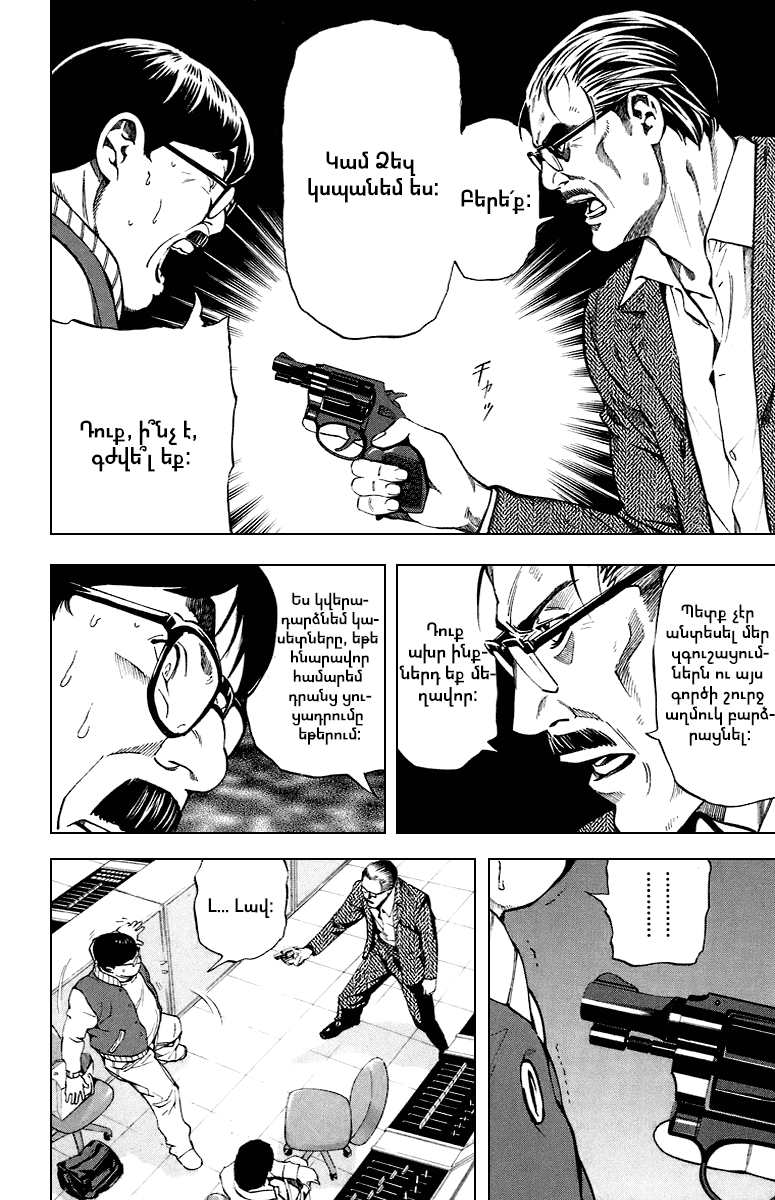 Բերե՛ք:
Կամ Ձեզ
կսպանեմ ես:
チャッ
Դուք, ի՞նչ է,
գժվե՞լ եք:
Պետք չէր
անտեսել մեր
զգուշացում-
ներն ու այս
գործի շուրջ
աղմուկ բարձ-
րացնել:
Դուք
ախր ինք-
ներդ եք մե-
ղավոր:
Ես կվերա-
դարձնեմ կա-
սետները, եթե
հնարավոր
համարեմ
դրանց ցու-
ցադրումը
եթերում:
Լ... Լավ: